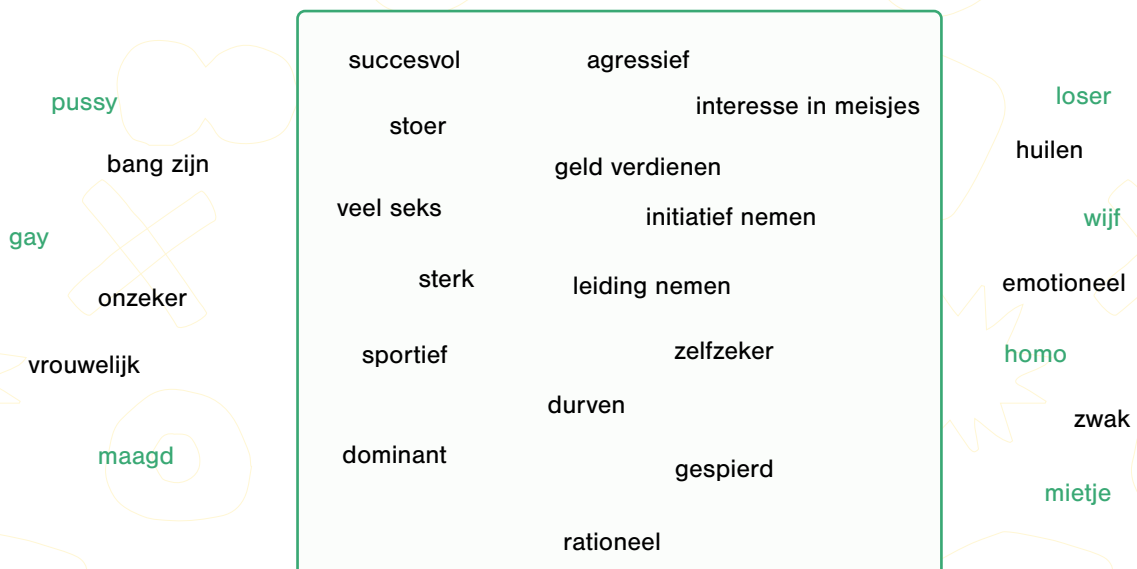 succesvol
agressief
pussy
loser
interesse in meisjes
stoer
huilen
bang zijn
geld verdienen
veel seks
initiatief nemen
wijf
gay
sterk
leiding nemen
emotioneel
onzeker
sportief
zelfzeker
homo
vrouwelijk
durven
zwak
maagd
dominant
gespierd
mietje
rationeel